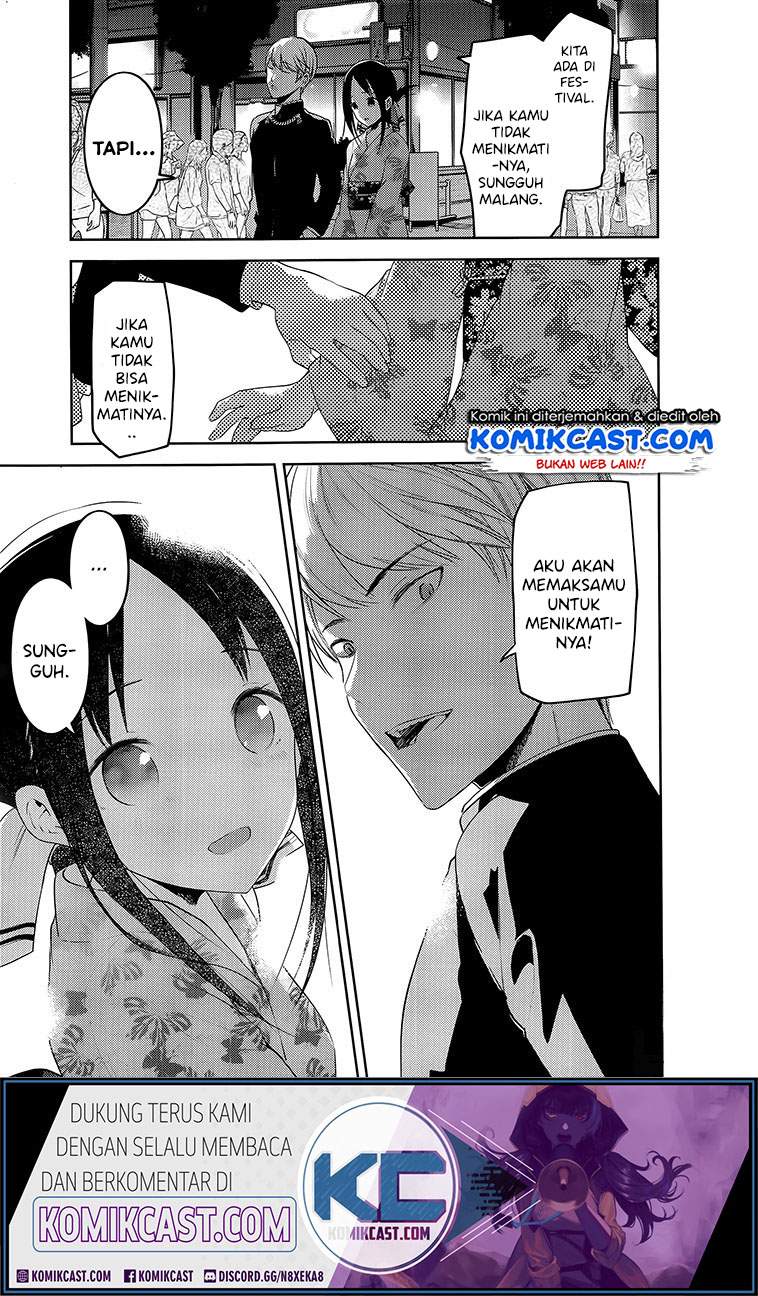 KITA
ADA DI
FES-
TIVAL.
JIKA KAMU
TIDAK
MENIKMATI
-NYA,
SUNGGUH
MALANG.
TAPI...
JIKA
KAMU
TIDAK
BISA
MENIK-
MATINYA.
..
Komik ini diterjemahkan & diedit oleh
KOMIKCAST.COM
BUKAN WEB LAIN!!
AKU AKAN
MEMAKSAMU
UNTUK
MENIKMATI-
NYA!
...
SUNG-
GUH.
DUKUNG TERUS KAMI
DENGAN SELALU MEMBACA
DAN BERKOMENTAR DI
KOMIKCAST.COM
KC
KOMIKCAST.COM
KOMIKCAST.COM
KOMIKCAST
DISCORD.GG/N8XEKA8